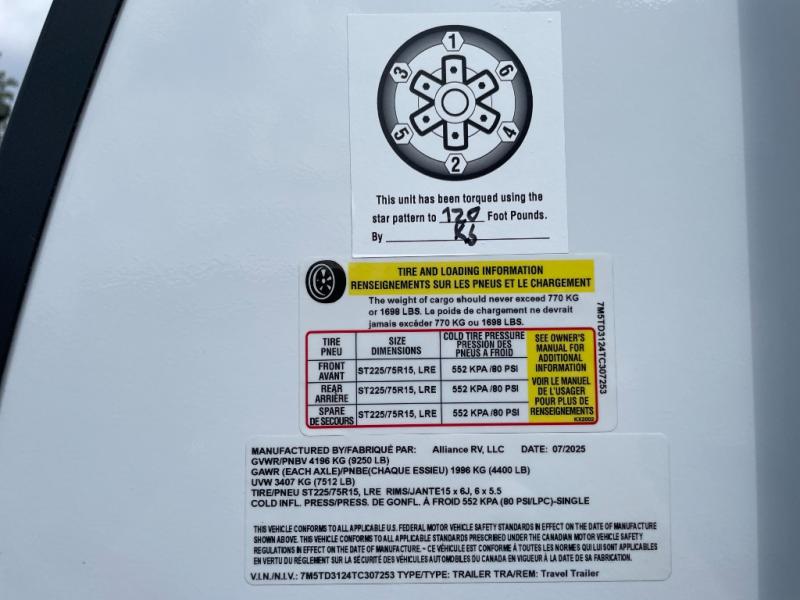 1
6
3
5
4
2
This unit has been torqued using the
star pattern to 120 Foot Pounds.
By
TIRE AND LOADING INFORMATION
RENSEIGNEMENTS SUR LES PNEUS ET LE CHARGEMENT
The weight of cargo should never exceed 770 KG
or 1698 LBS. Le poids de chargement ne devrait
jamais excéder 770 KG ou 1698 LBS.
TIRE SIZE COLD TIRE PRESSURE
PNEU DIMENSIONS PRESSION DES
PNEUS A FROID
FRONT
AVANT ST225/75R15, LRE 552 KPA /80 PSI
REAR
ARRIÈRE ST225/75R15, LRE 552 KPA /80 PSI
SPARE
DE SECOURS ST225/75R15, LRE 552 KPA /80 PSI
SEE OWNER'S
MANUAL FOR
ADDITIONAL
INFORMATION
VOIR LE MANUEL
DE L'USAGER
POUR PLUS DE
RENSEIGNEMENTS
KX2002
7M5TD3124TC307253
MANUFACTURED BY/FABRIQUÉ PAR: Alliance RV, LLC DATE: 07/2025
GVWR/PNBV 4196 KG (9250 LB)
GAWR (EACH AXLE)/PNBE(CHAQUE ESSIEU) 1996 KG (4400 LB)
UVW 3407 KG (7512 LB)
TIRE/PNEU ST225/75R15, LRE RIMS/JANTE15 x 6J, 6 x 5.5
COLD INFL. PRESS/PRESS. DE GONFL. À FROID 552 KPA (80 PSI/LPC)-SINGLE
THIS VEHICLE CONFORMS TO ALL APPLICABLE U.S. FEDERAL MOTOR VEHICLE SAFETY STANDARDS IN EFFECT ON THE DATE OF MANUFACTURE
SHOWN ABOVE. THIS VEHICLE CONFORMS TO ALL APPLICABLE STANDARDS PRESCRIBED UNDER THE CANADIAN MOTOR VEHICLE SAFETY
REGULATIONS IN EFFECT ON THE DATE OF MANUFACTURE. - CE VÉHICULE EST CONFORME À TOUTES LES NORMES QUI LUI SONT APPLICABLES
EN VERTU DU RÈGLEMENT SUR LA SÉCURITÉ DES VÉHICULES AUTOMOBILES DU CANADA EN VIGUEUR À LA DATE DE SA FABRICATION.
V.I.N./N.I.V.: 7M5TD3124TC307253 TYPE/TYPE: TRAILER TRA/REM: Travel Trailer